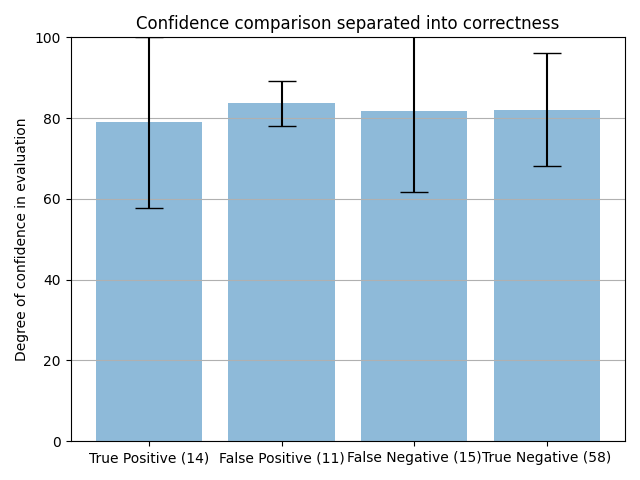 Confidence comparison separated into correctness
Degree of confidence in evaluation
100
80
60
40
20
0
True Positive (14)
False Positive (11)
False Negative (15)
True Negative (58)